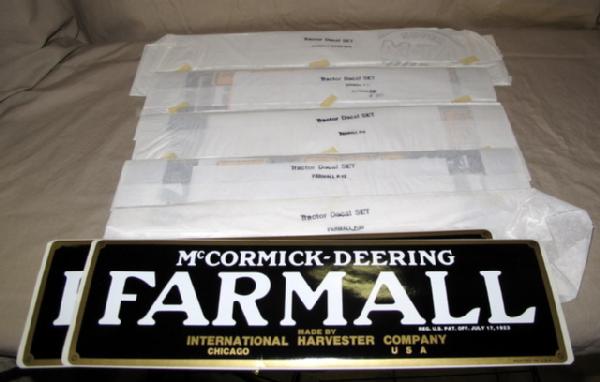 Tractor Decal SET
Tractor Decal SET
Tractor Decal SET
Tractor Decal SET
Tractor Decal SET
McCORMICK-DEERING
FARMALL
REG. U.S. PAT. OFF. JULY 17, 1923
MADE BY
INTERNATIONAL HARVESTER COMPANY
CHICAGO U S A